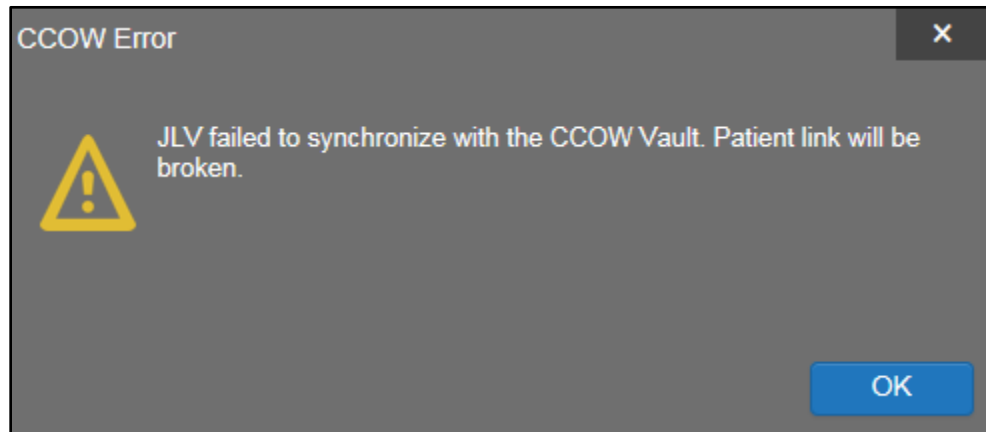 CCOW Error
JLV failed to synchronize with the CCOW Vault. Patient link will be
broken.
OK